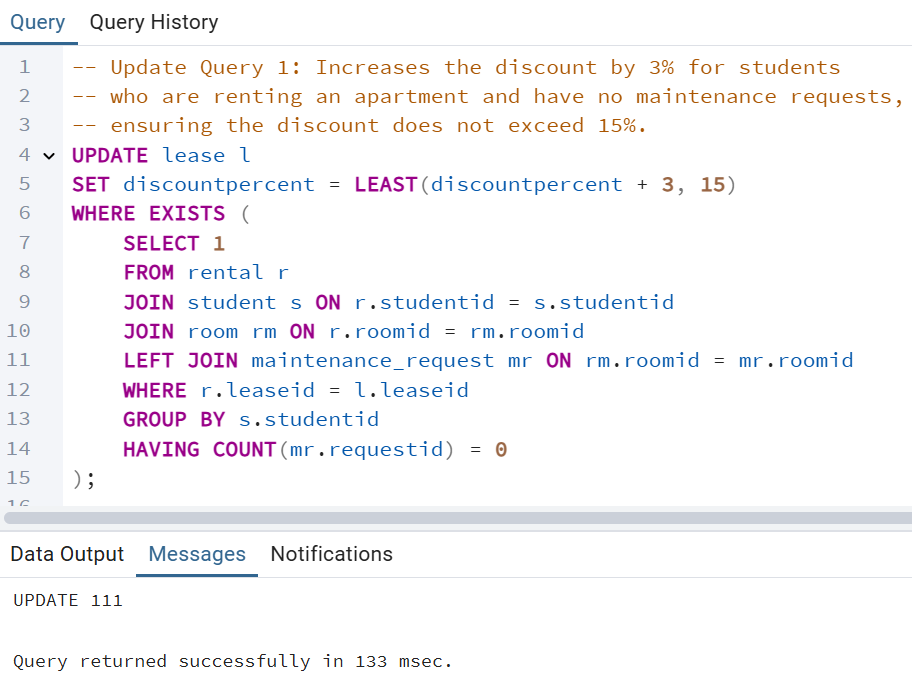 Query Query History
1 -- Update Query 1: Increases the discount by 3% for students
2 -- who are renting an apartment and have no maintenance requests,
3 -- ensuring the discount does not exceed 15%.
4 UPDATE lease l
5 SET discountpercent = LEAST(discountpercent + 3, 15)
6 WHERE EXISTS (
7 SELECT 1
8 FROM rental r
9 JOIN student s ON r.studentid = s.studentid
10 JOIN room rm ON r.roomid = rm.roomid
11 LEFT JOIN maintenance_request mr ON rm.roomid = mr.roomid
12 WHERE r.leaseid = l.leaseid
13 GROUP BY s.studentid
14 HAVING COUNT(mr.requestid) = 0
15 );
16
Data Output Messages Notifications
UPDATE 111
Query returned successfully in 133 msec.